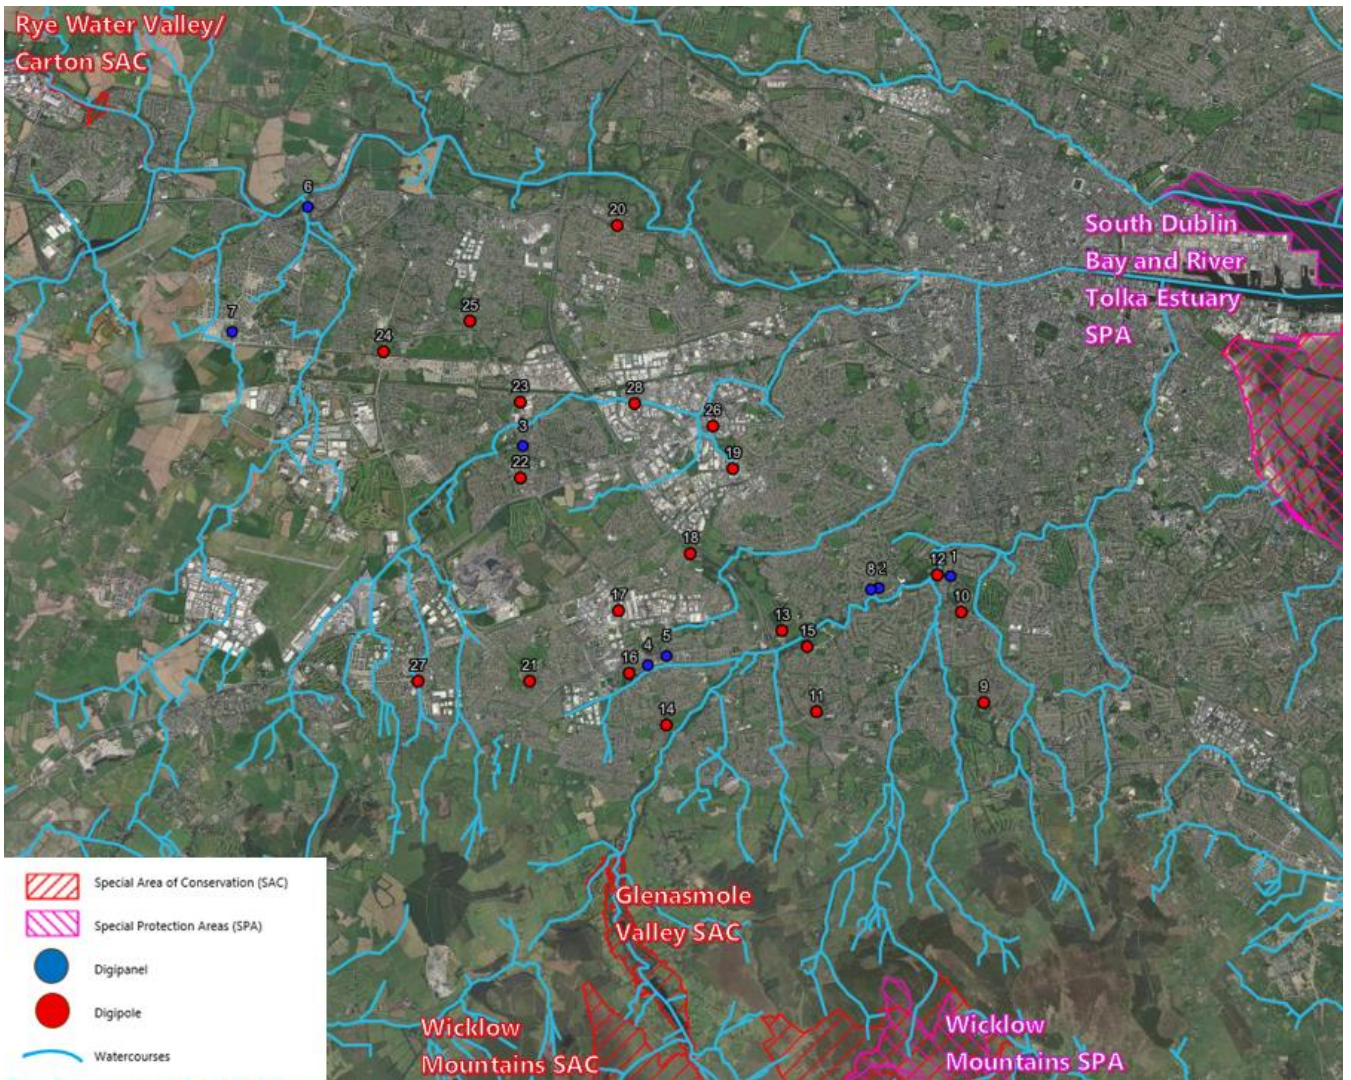 Rye Water Valley/
Carton SAC
6
20
South Dublin
Bay and River
Tolka Estuary
SPA
7
25
24
23
28
26
3
19
22
18
8
2
12
1
17
10
13
15
5
4
16
27
21
9
11
14
Special Area of Conservation (SAC)
Special Protection Areas (SPA)
Digipanel
Digipole
Watercourses
Glenasmole
Valley SAC
Wicklow
Mountains SAC
Wicklow
Mountains SPA